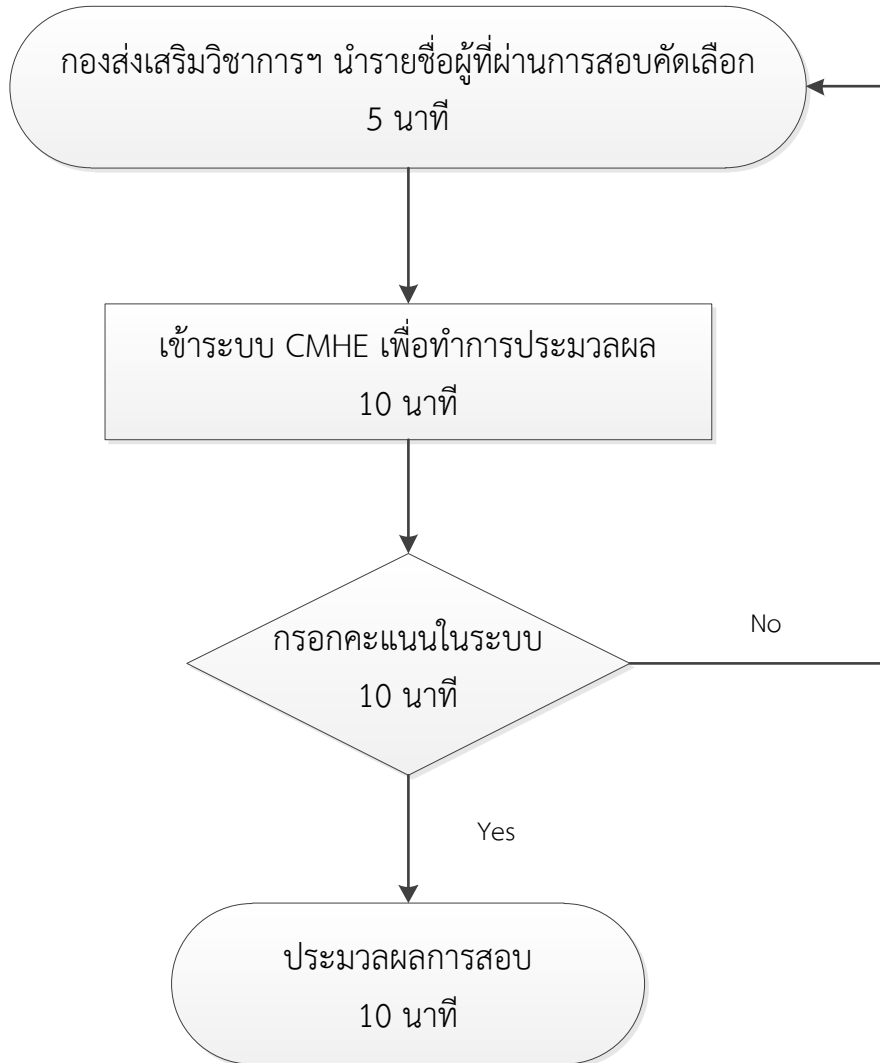 กองส่งเสริมวิชาการฯ นำรายชื่อผู้ที่ผ่านการสอบคัดเลือก
5 นาที
เข้าระบบ CMHE เพื่อทำการประมวลผล
10 นาที
กรอกคะแนนในระบบ
10 นาที
No
Yes
ประมวลผลการสอบ
10 นาที